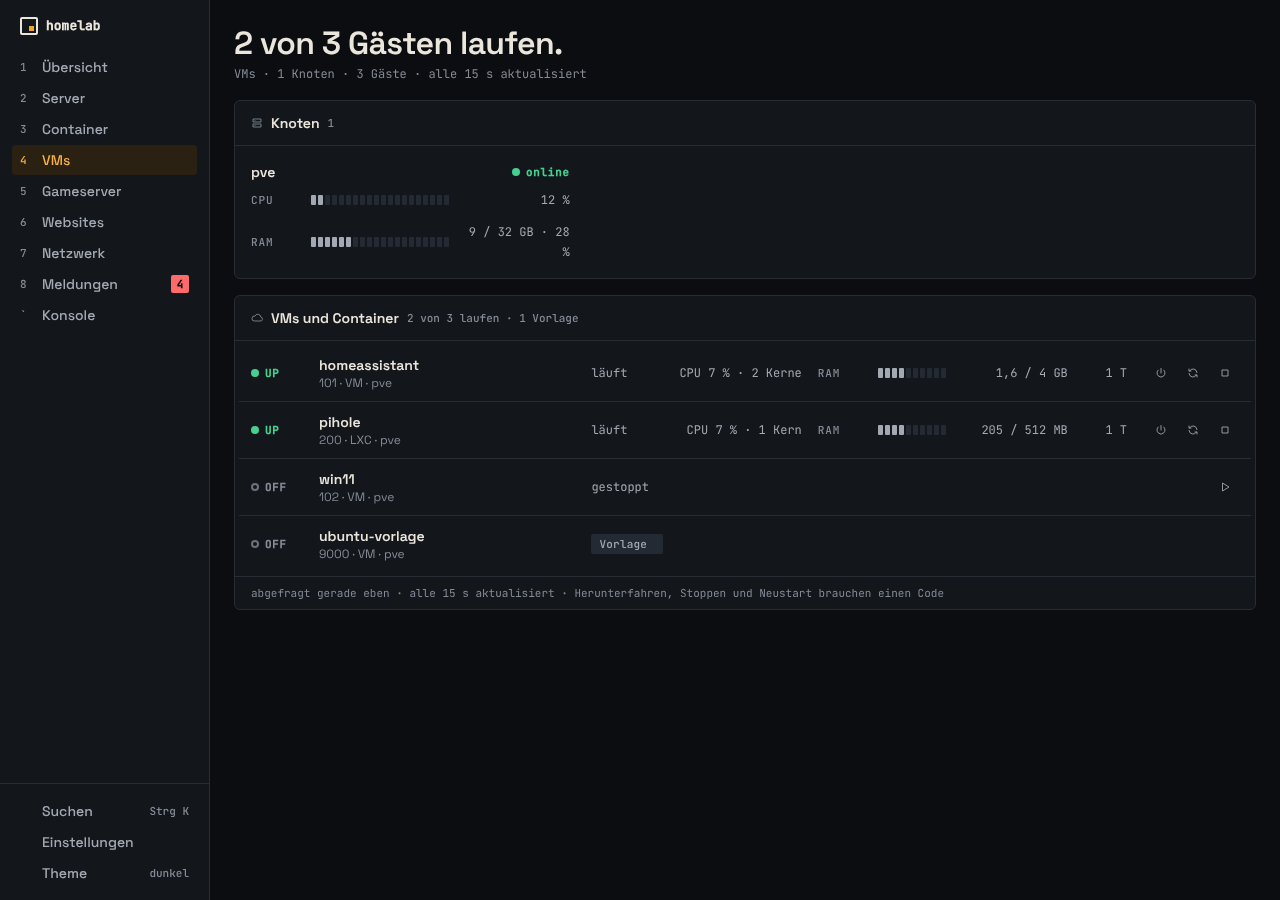 homelab
1 Übersicht
2 Server
3 Container
4 VMs
5 Gameserver
6 Websites
7 Netzwerk
8 Meldungen 4
` Konsole
Suchen Strg K
Einstellungen
Theme dunkel
2 von 3 Gästen laufen.
VMs · 1 Knoten · 3 Gäste · alle 15 s aktualisiert
Knoten 1
pve online
CPU 12 %
RAM 9 / 32 GB · 28
%
VMs und Container 2 von 3 laufen · 1 Vorlage
UP homeassistant läuft CPU 7 % · 2 Kerne RAM 1,6 / 4 GB 1 T
101 · VM · pve
UP pihole läuft CPU 7 % · 1 Kern RAM 205 / 512 MB 1 T
200 · LXC · pve
OFF win11 gestoppt
102 · VM · pve
OFF ubuntu-vorlage Vorlage
9000 · VM · pve
abgefragt gerade eben · alle 15 s aktualisiert · Herunterfahren, Stoppen und Neustart brauchen einen Code